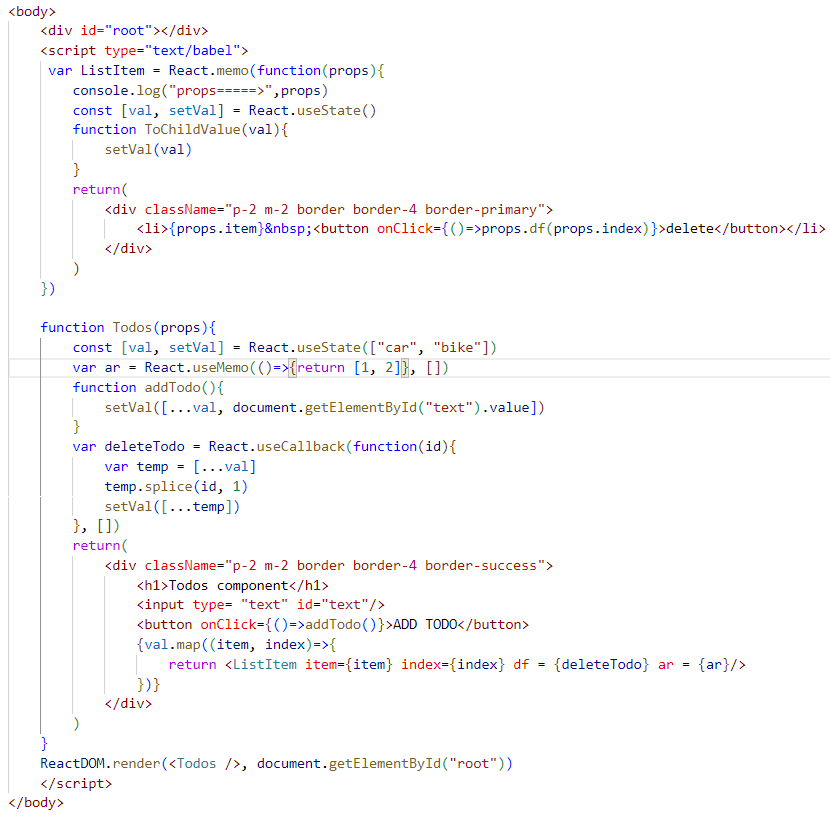 <body>
    <div id="root"></div>
    <script type="text/babel">
     var ListItem = React.memo(function(props){
        console.log("props=====>",props)
        const [val, setVal] = React.useState()
        function ToChildValue(val){
            setVal(val)
        }
        return(
            <div className="p-2 m-2 border border-4 border-primary">
                <li>{props.item}&nbsp;<button onClick={()=>props.df(props.index)}>delete</button></li>
            </div>
        )
    })

    function Todos(props){
        const [val, setVal] = React.useState(["car", "bike"])
        var ar = React.useMemo(()=>{return [1, 2]}, [])
        function addTodo(){
            setVal([...val, document.getElementById("text").value])
        }
        var deleteTodo = React.useCallback(function(id){
            var temp = [...val]
            temp.splice(id, 1)
            setVal([...temp])
        }, [])
        return(
            <div className="p-2 m-2 border border-4 border-success">
                <h1>Todos component</h1>
                <input type= "text" id="text"/>
                <button onClick={()=>addTodo()}>ADD TODO</button>
                {val.map((item, index)=>{
                    return <ListItem item={item} index={index} df = {deleteTodo} ar = {ar}/>
                })}
            </div>
        )
    }
    ReactDOM.render(<Todos />, document.getElementById("root"))
    </script>
</body>